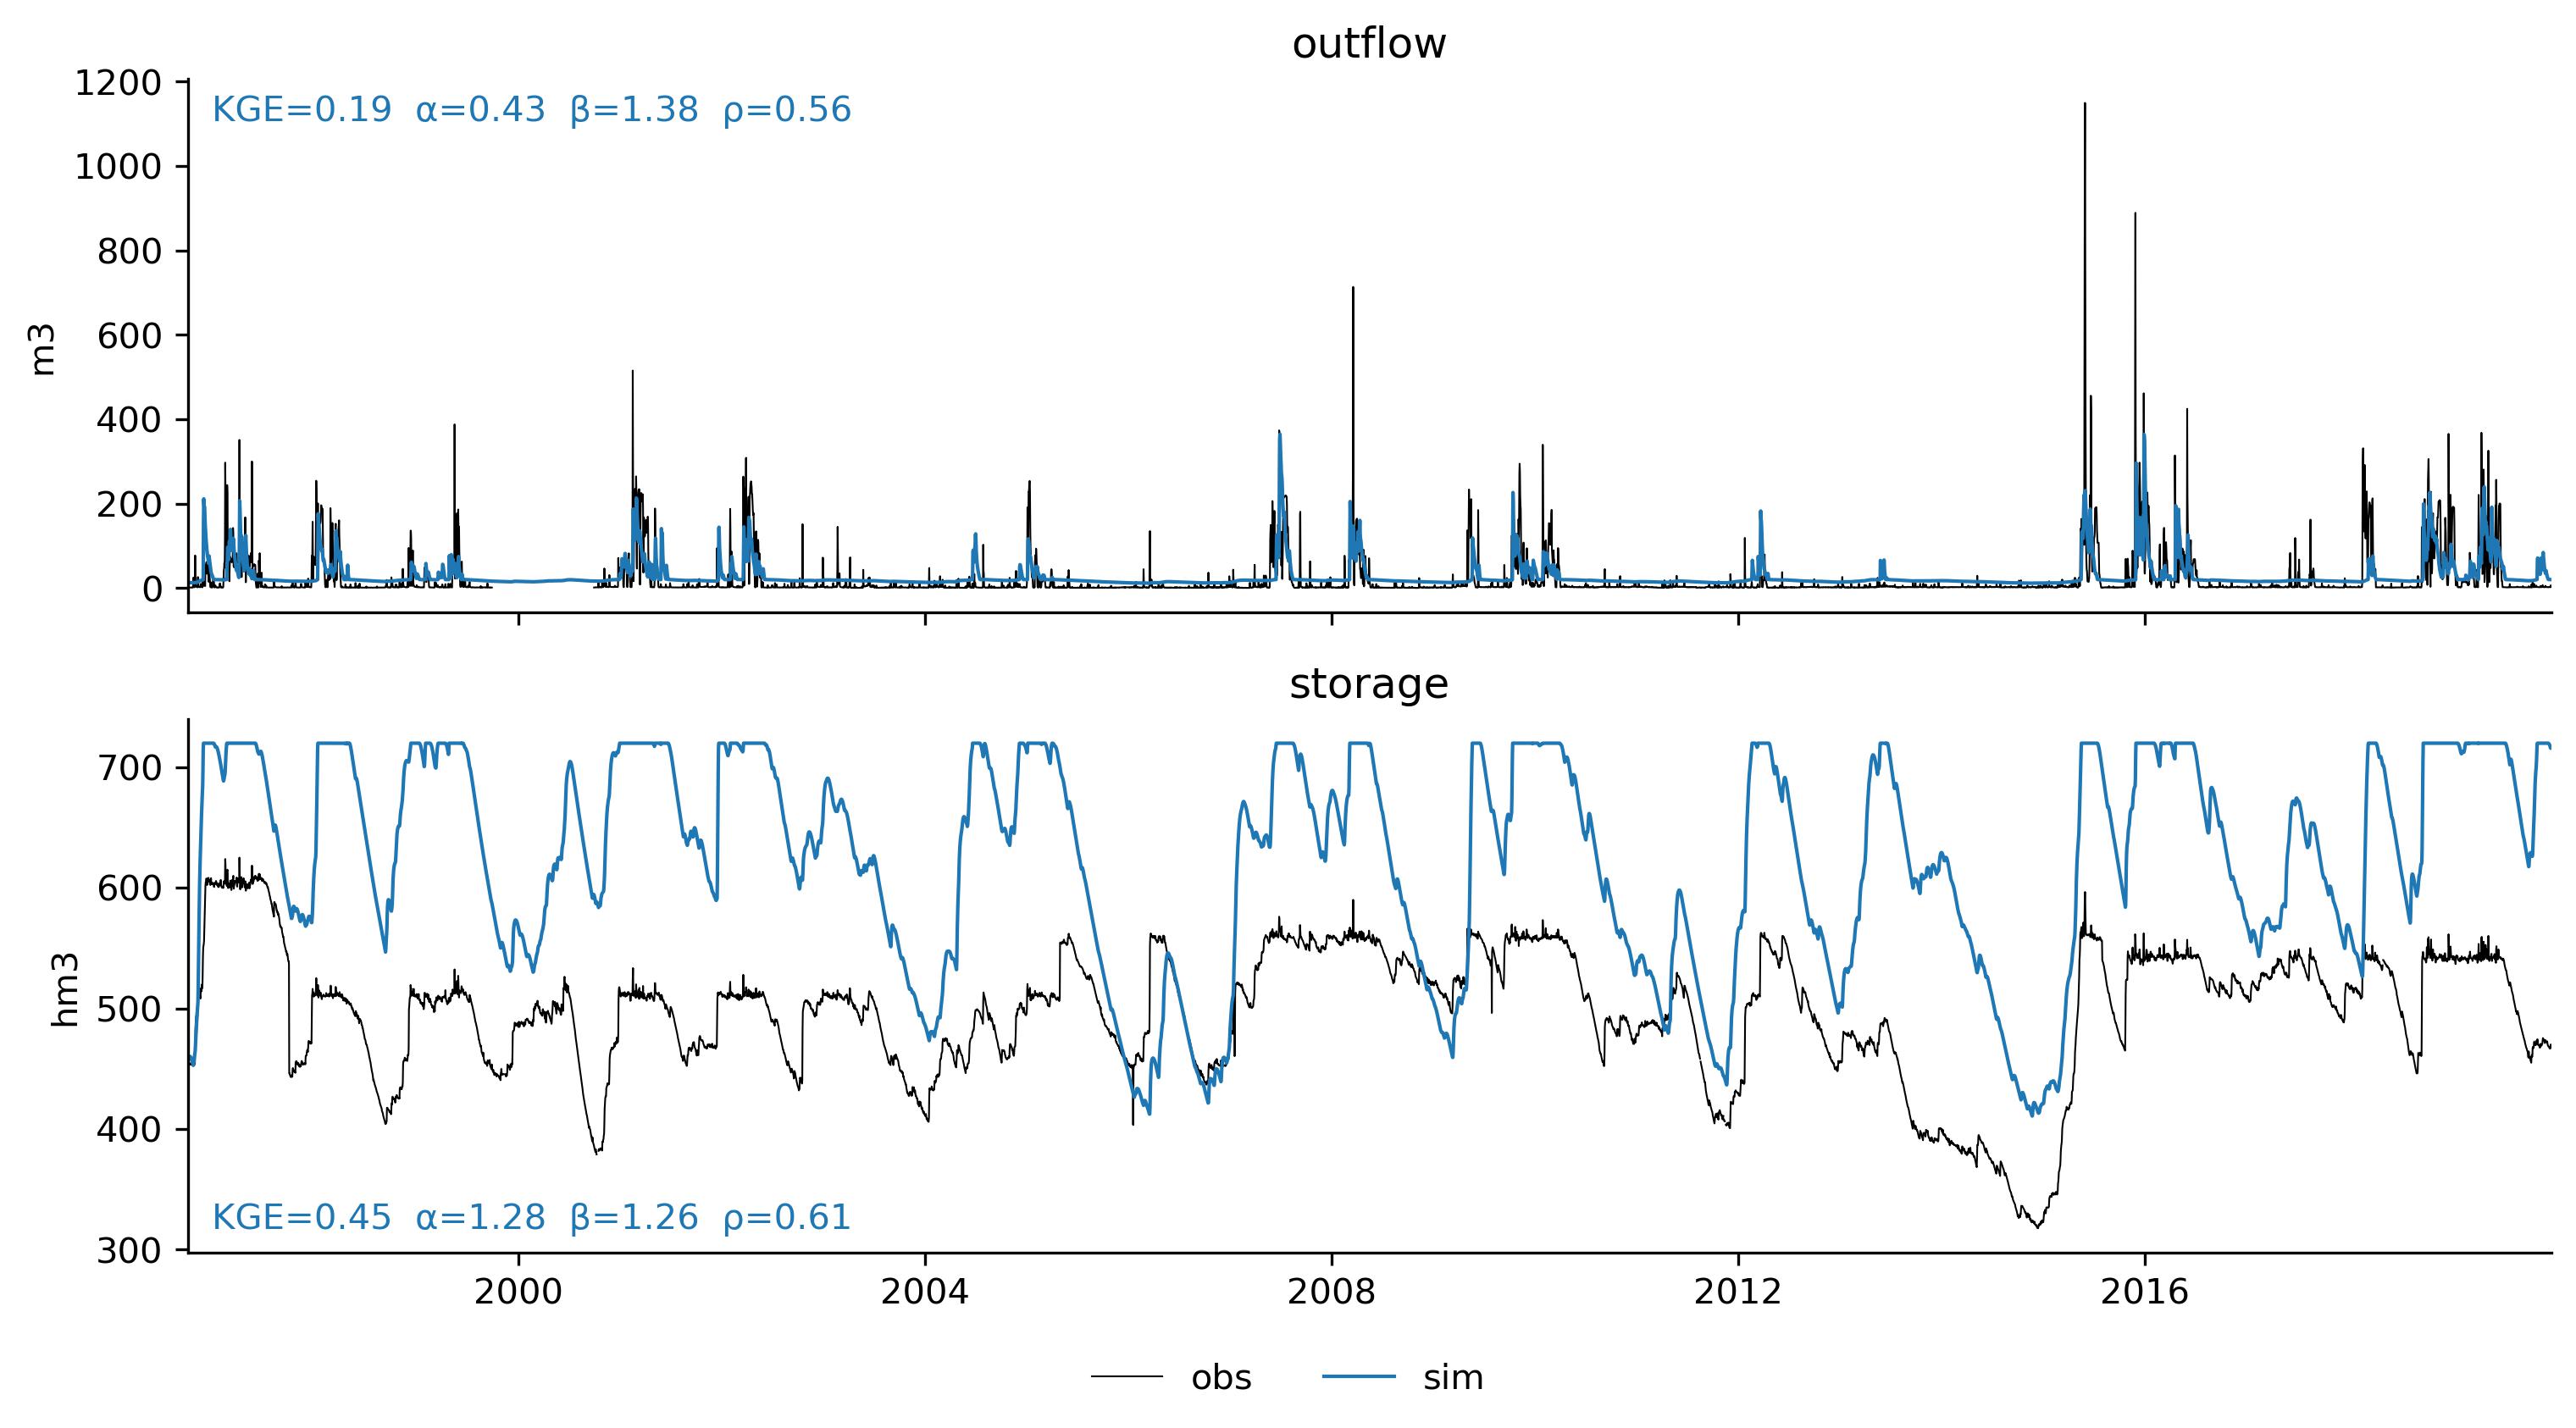 outflow
1200
1000
800
600
400
200
0
m3
KGE=0.19 α=0.43 β=1.38 ρ=0.56
storage
700
600
500
400
300
hm3
KGE=0.45 α=1.28 β=1.26 ρ=0.61
2000 2004 2008 2012 2016
obs sim